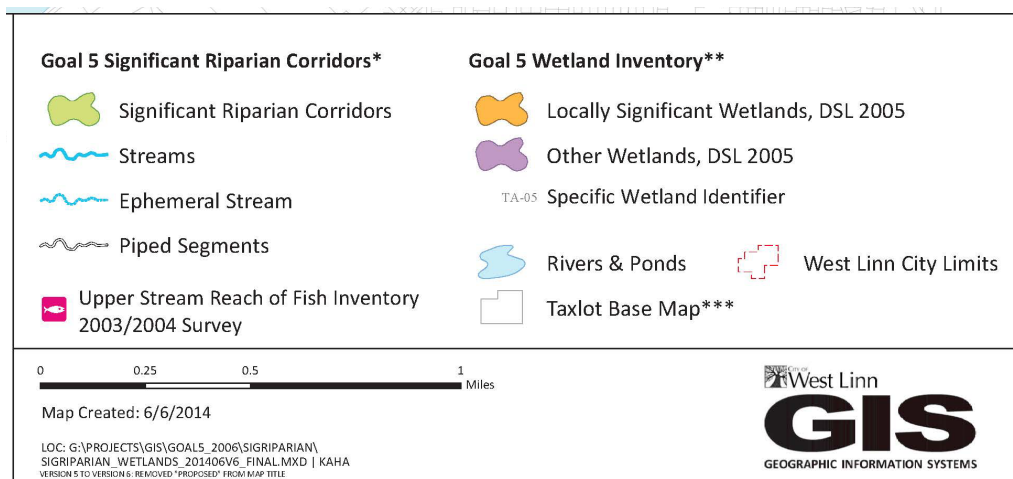 Goal 5 Significant Riparian Corridors*
Significant Riparian Corridors
Streams
Ephemeral Stream
Piped Segments
Upper Stream Reach of Fish Inventory
2003/2004 Survey
Goal 5 Wetland Inventory**
Locally Significant Wetlands, DSL 2005
Other Wetlands, DSL 2005
TA-05 Specific Wetland Identifier
Rivers & Ponds
West Linn City Limits
Taxlot Base Map***
0 0.25 0.5 1
Miles
Map Created: 6/6/2014
LOC: G:\PROJECTS\GIS\GOAL5_2006\SIGRIPARIAN\
SIGRIPARIAN_WETLANDS_201406V6_FINAL.MXD | KAHA
VERSION 5 TO VERSION 6: REMOVED "PROPOSED" FROM MAP TITLE
City of
West Linn
GIS
GEOGRAPHIC INFORMATION SYSTEMS